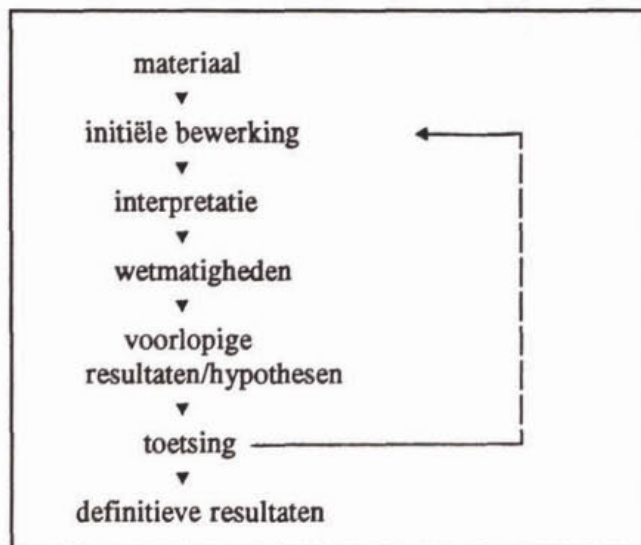 materiaal
initiële bewerking
interpretatie
wetmatigheden
voorlopige
resultaten/hypothesen
toetsing
definitieve resultaten